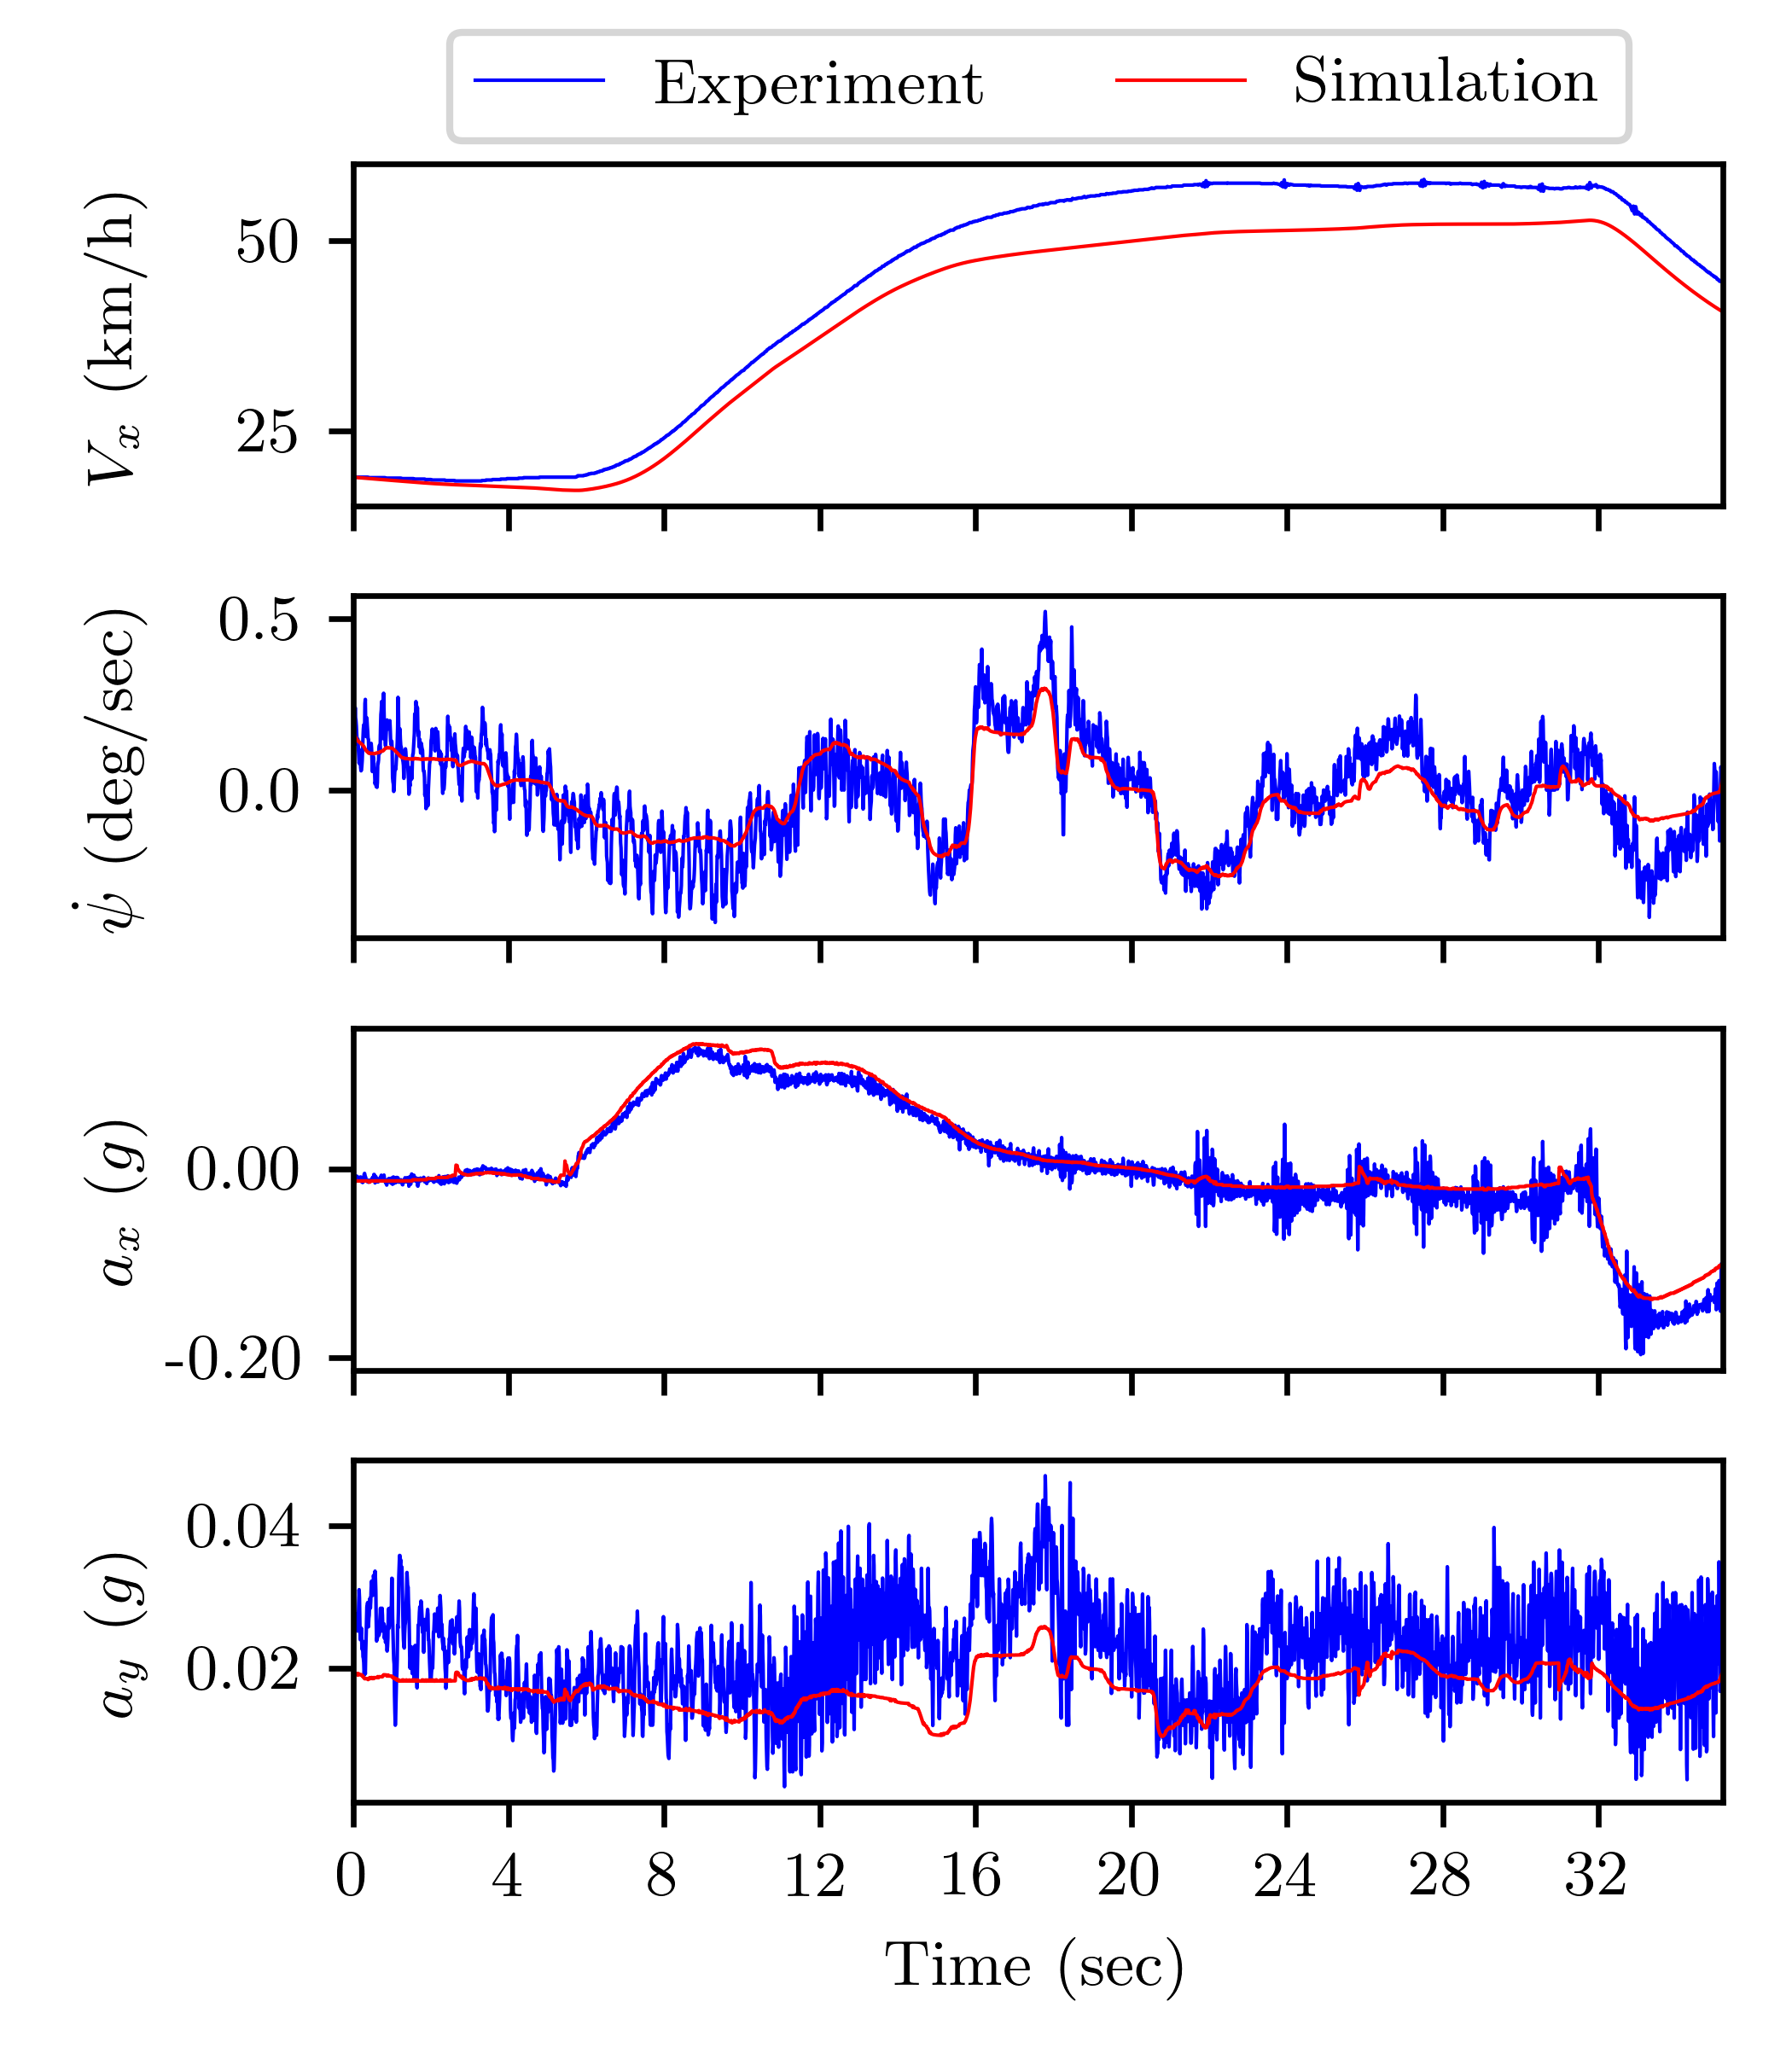 Experiment Simulation
V_x (km/h)
50
25
ψ̇ (deg/sec)
0.5
0.0
a_x (g)
0.00
-0.20
a_y (g)
0.04
0.02
0 4 8 12 16 20 24 28 32
Time (sec)